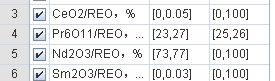 3 CeO2/REO，% [0,0.05] [0,100]
4 Pr6O11/REO，... [23,27] [25,26]
5 Nd2O3/REO，% [73,77] [0,100]
6 Sm2O3/REO，... [0,0.03] [0,100]